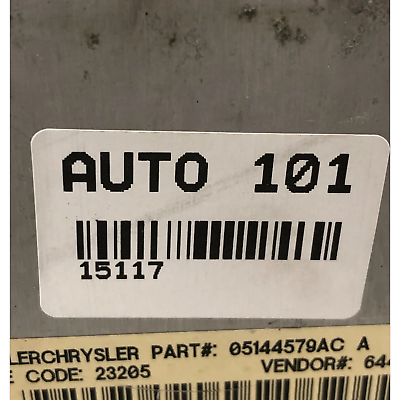 AUTO 101
15117
LERCHRYSLER PART#: 05144579AC A
E CODE: 23205 VENDOR#: 644